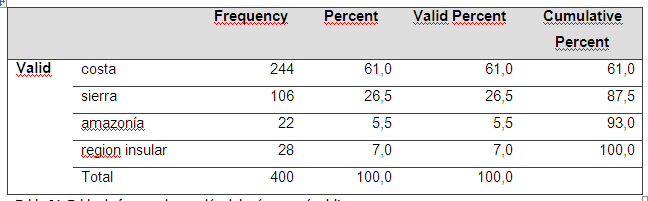 Frequency Percent Valid Percent Cumulative Percent
Valid costa 244 61,0 61,0 61,0
sierra 106 26,5 26,5 87,5
amazonía 22 5,5 5,5 93,0
region insular 28 7,0 7,0 100,0
Total 400 100,0 100,0